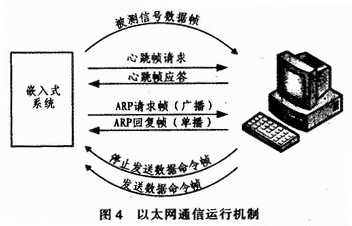 被测信号数据帧
心跳帧请求
心跳帧应答
嵌入式
系统
ARP请求帧（广播）
ARP回复帧（单播）
停止发送数据命令帧
发送数据命令帧
图4 以太网通信运行机制